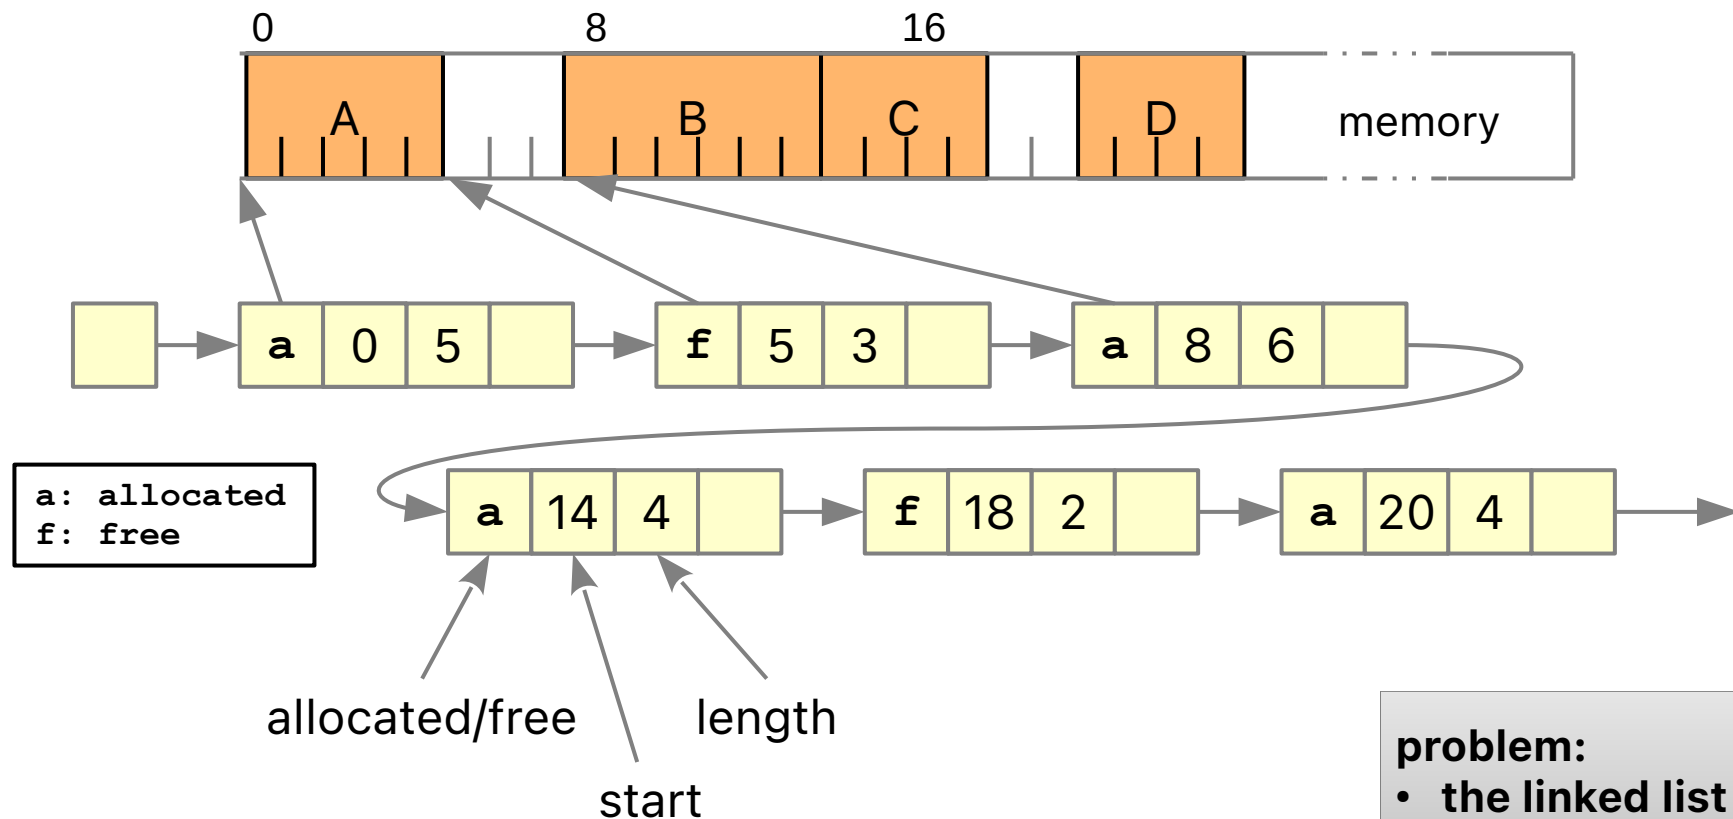 0 8 16
A B C D memory
a 0 5 f 5 3 a 8 6
a: allocated
f: free
a 14 4 f 18 2 a 20 4
allocated/free length
start
problem:
• the linked list